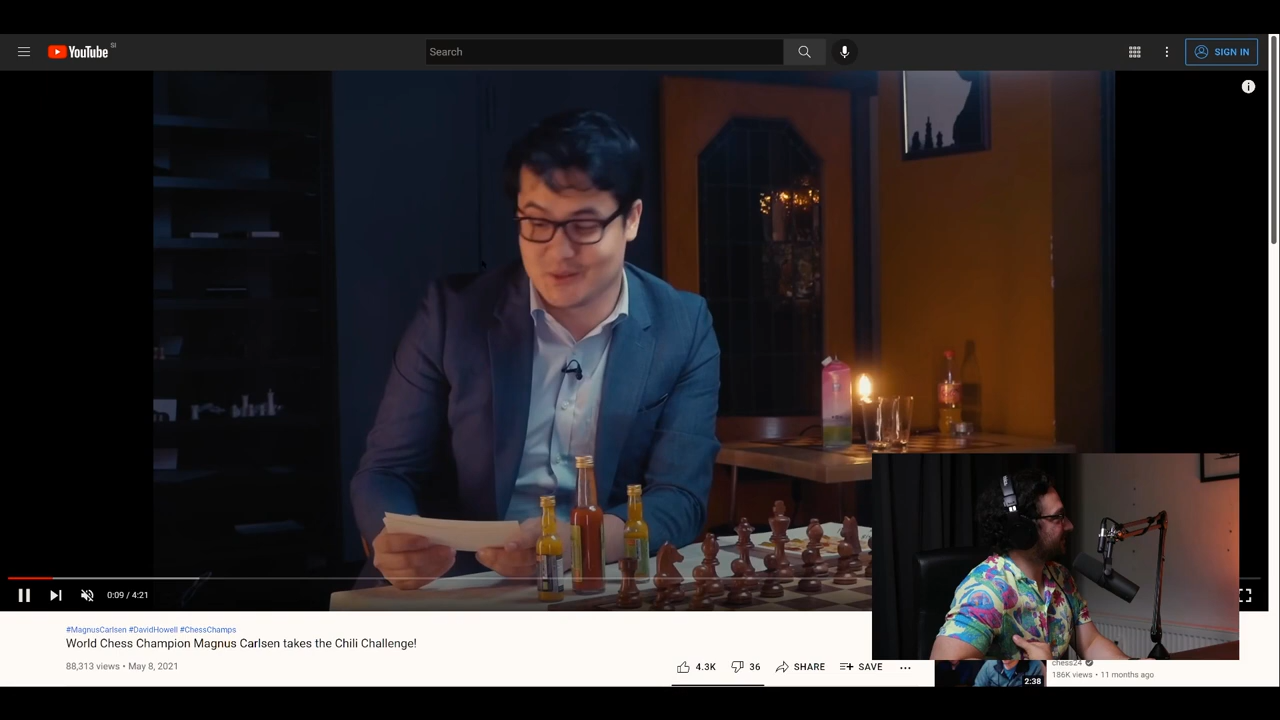 YouTube SI
Search
SIGN IN
0:09 / 4:21
#MagnusCarlsen #DavidHowell #ChessChamps
World Chess Champion Magnus Carlsen takes the Chili Challenge!
88,313 views • May 8, 2021
4.3K
36
SHARE
SAVE
2:38
chess24
186K views • 11 months ago